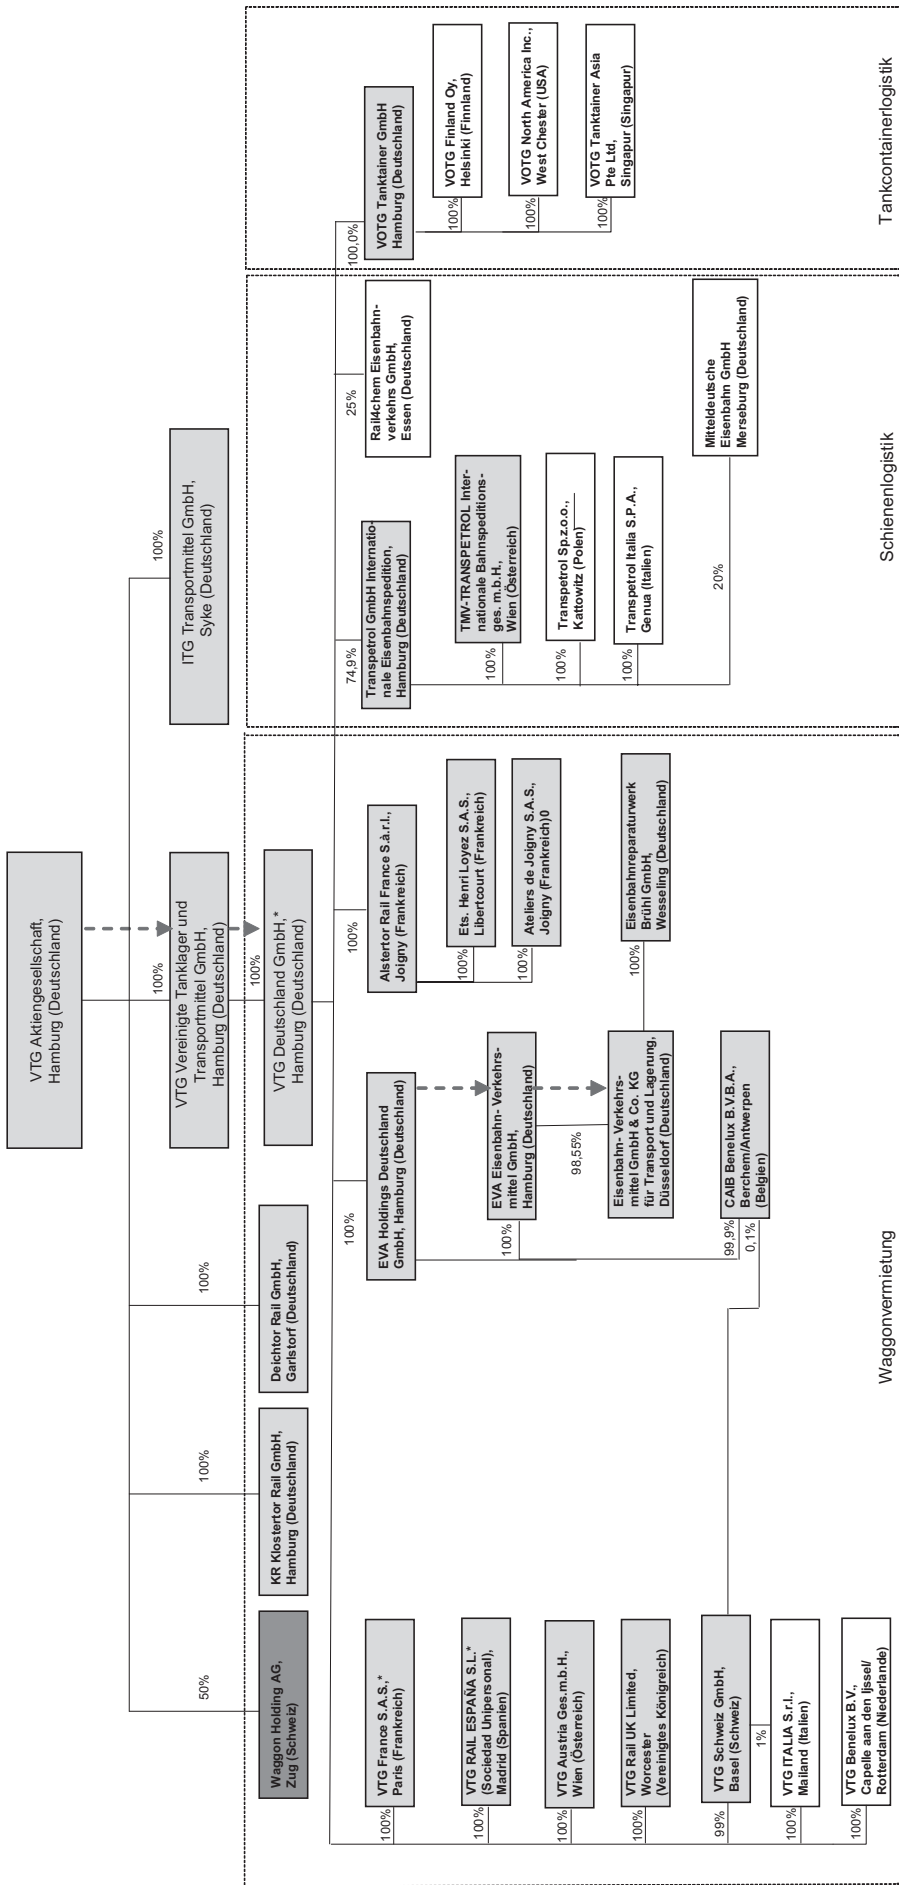 VTG Aktiengesellschaft,
Hamburg (Deutschland)
50%
100%
100%
100%
100%
VTG Vereinigte Tanklager und
Transportmittel GmbH,
Hamburg (Deutschland)
ITG Transportmittel GmbH,
Syke (Deutschland)
Waggon Holding AG,
Zug (Schweiz)
KR Klostertor Rail GmbH,
Hamburg (Deutschland)
Deichtor Rail GmbH,
Garlstorf (Deutschland)
100%
VTG Deutschland GmbH,*
Hamburg (Deutschland)
100%
VTG France S.A.S.,*
Paris (Frankreich)
100%
VTG RAIL ESPAÑA S.L.*
(Sociedad Unipersonal),
Madrid (Spanien)
100%
VTG Austria Ges.m.b.H.,
Wien (Österreich)
100%
VTG Rail UK Limited,
Worcester
(Vereinigtes Königreich)
99%
VTG Schweiz GmbH,
Basel (Schweiz)
1%
100%
VTG ITALIA S.r.l.,
Mailand (Italien)
100%
VTG Benelux B.V.,
Capelle aan den Ijssel/
Rotterdam (Niederlande)
100%
EVA Holdings Deutschland
GmbH, Hamburg (Deutschland)
100%
EVA Eisenbahn- Verkehrs-
mittel GmbH,
Hamburg (Deutschland)
98,55%
Eisenbahn- Verkehrs-
mittel GmbH & Co. KG
für Transport und Lagerung,
Düsseldorf (Deutschland)
99,9%
0,1%
CAIB Benelux B.V.B.A.,
Berchem/Antwerpen
(Belgien)
100%
Eisenbahnreparaturwerk
Brühl GmbH,
Wesseling (Deutschland)
100%
Alstertor Rail France S.à.r.l.,
Joigny (Frankreich)
100%
Ets. Henri Loyez S.A.S.,
Libertcourt (Frankreich)
100%
Ateliers de Joigny S.A.S.,
Joigny (Frankreich)0
Waggonvermietung
74,9%
Transpetrol GmbH Internatio-
nale Eisenbahnspedition,
Hamburg (Deutschland)
100%
TMV-TRANSPETROL Inter-
nationale Bahnspeditions-
ges. m.b.H.,
Wien (Österreich)
100%
Transpetrol Sp.z.o.o.,
Kattowitz (Polen)
100%
Transpetrol Italia S.P.A.,
Genua (Italien)
20%
Mitteldeutsche
Eisenbahn GmbH
Merseburg (Deutschland)
25%
Rail4chem Eisenbahn-
verkehrs GmbH,
Essen (Deutschland)
Schienenlogistik
100,0%
VOTG Tanktainer GmbH
Hamburg (Deutschland)
100%
VOTG Finland Oy,
Helsinki (Finnland)
100%
VOTG North America Inc.,
West Chester (USA)
100%
VOTG Tanktainer Asia
Pte Ltd,
Singapur (Singapur)
Tankcontainerlogistik